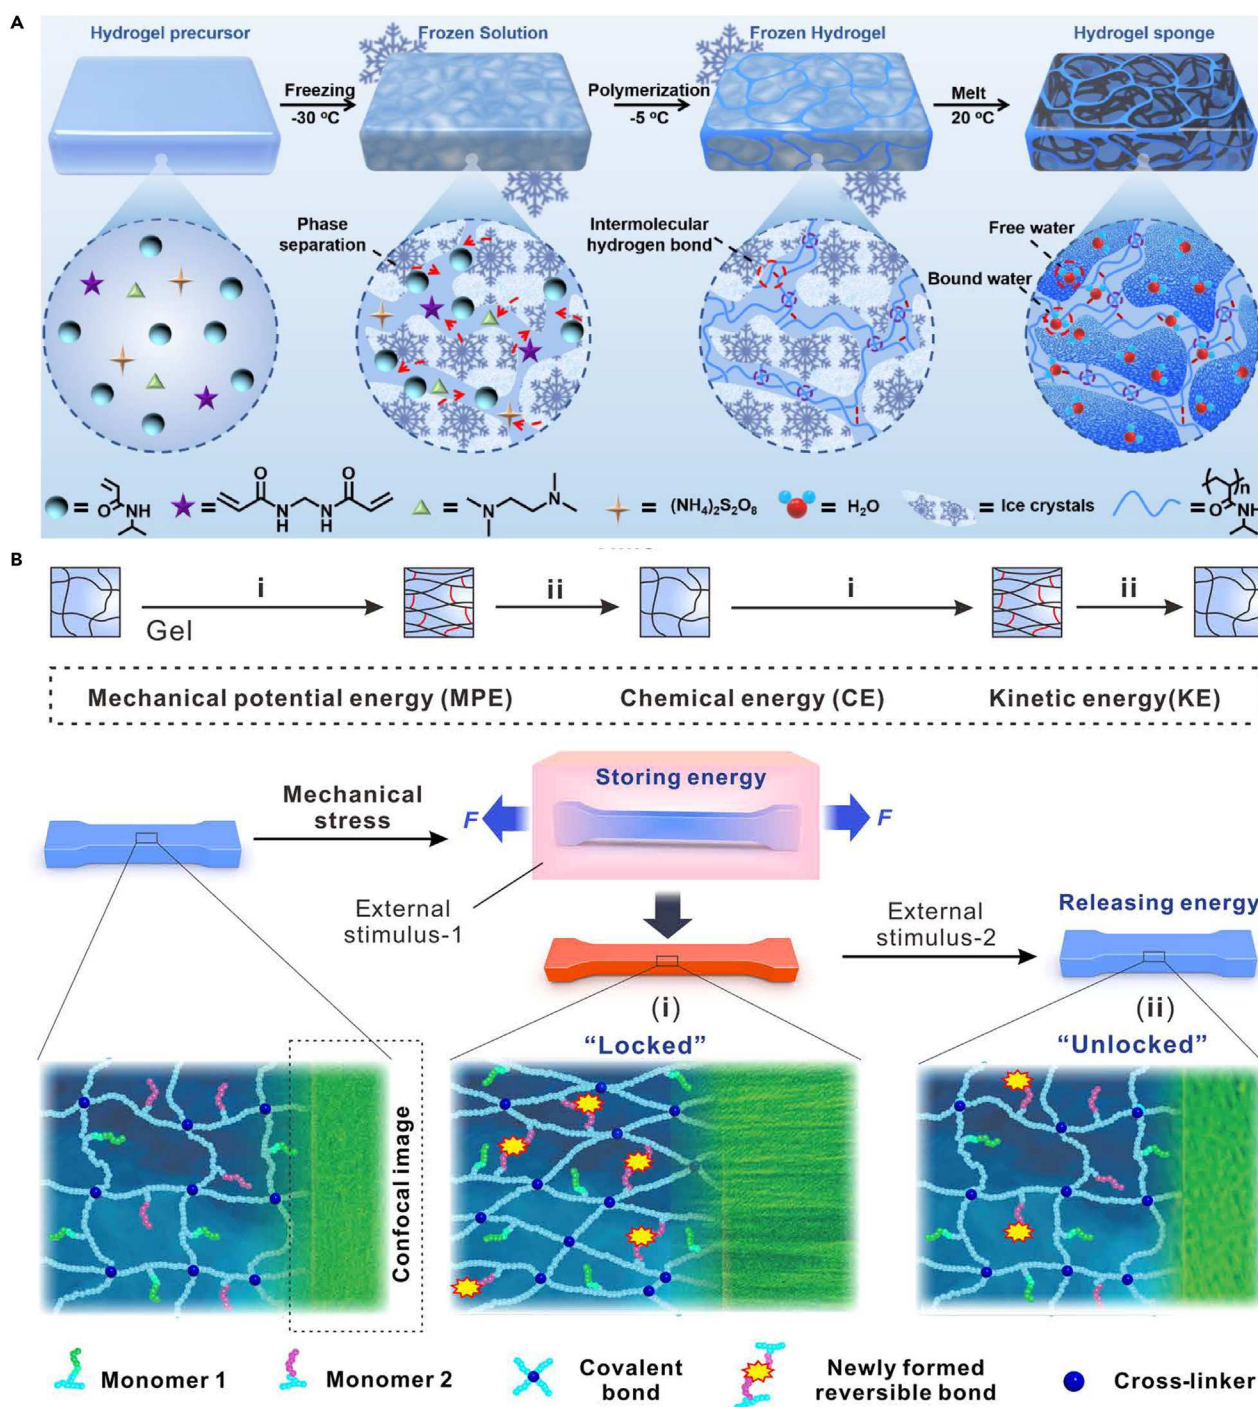 A
Hydrogel precursor
Frozen Solution
Frozen Hydrogel
Hydrogel sponge
Freezing
-30 °C
Polymerization
-5 °C
Melt
20 °C
Phase
separation
Intermolecular
hydrogen bond
Free water
Bound water
= O N H
= O N H N H O
= N N
= (NH₄)₂S₂O₈
= H₂O
= Ice crystals
= ( )n O N H
B
i
ii
i
ii
Gel
Mechanical potential energy (MPE)
Chemical energy (CE)
Kinetic energy(KE)
Mechanical
stress
Storing energy
F
F
External
stimulus-1
External
stimulus-2
Releasing energy
(i)
"Locked"
(ii)
"Unlocked"
Confocal image
Monomer 1
Monomer 2
Covalent
bond
Newly formed
reversible bond
Cross-linker